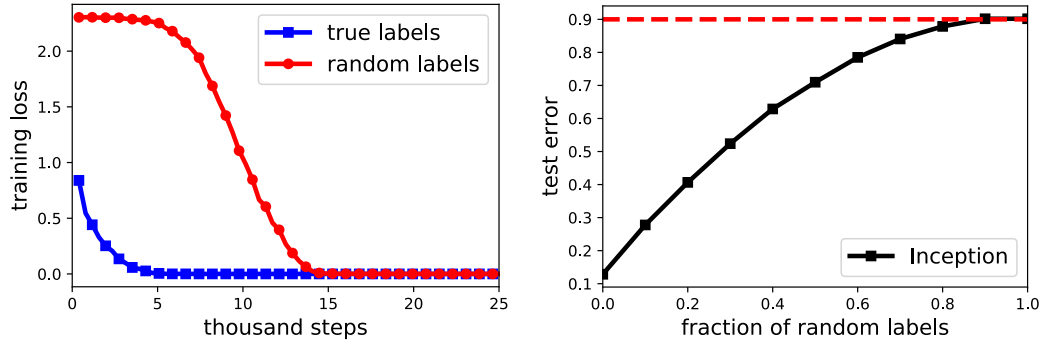 2.0
1.5
1.0
0.5
0.0
training loss
true labels
random labels
0 5 10 15 20 25
thousand steps
0.9
0.8
0.7
0.6
0.5
0.4
0.3
0.2
0.1
test error
Inception
0.0 0.2 0.4 0.6 0.8 1.0
fraction of random labels